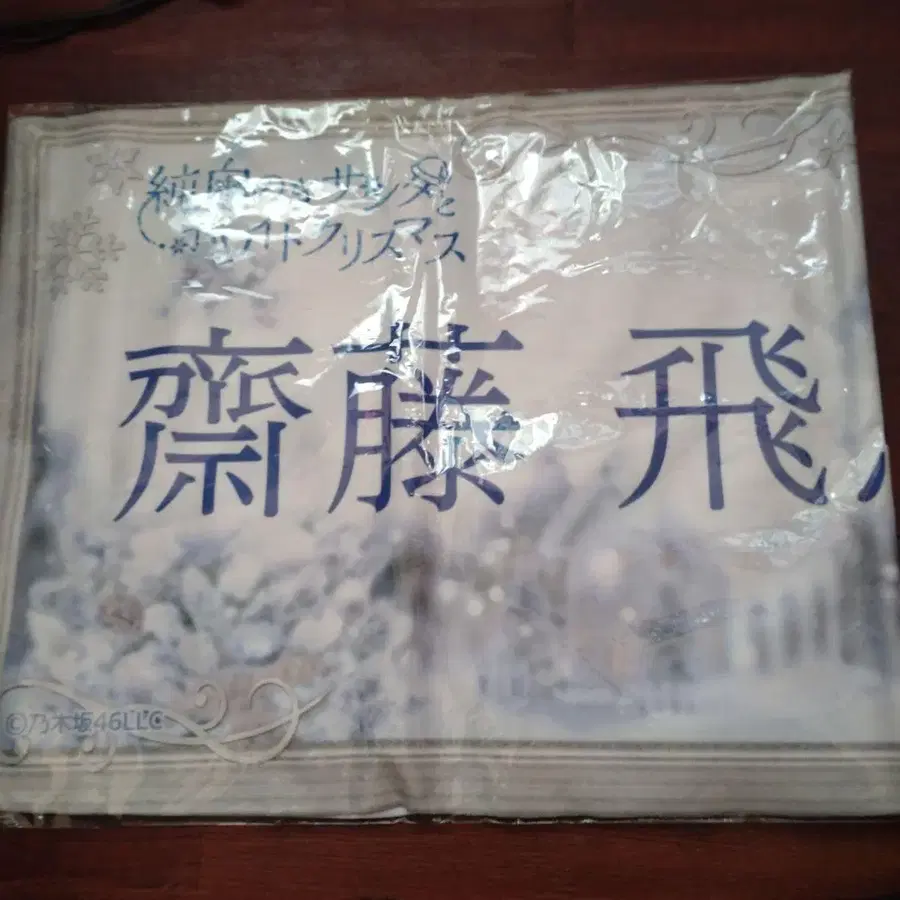 サンタと
ホワイトクリスマス
齋藤 飛
©乃木坂46LLC